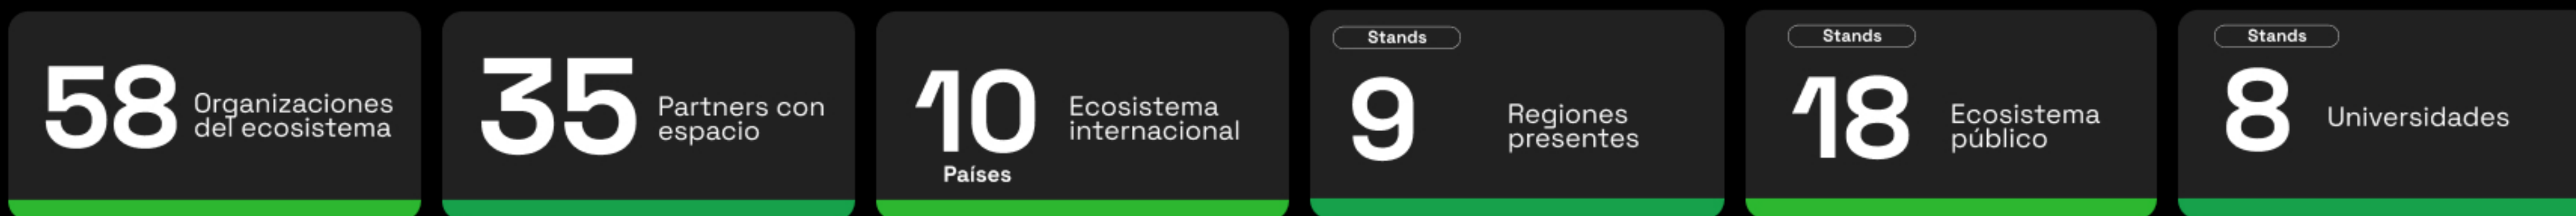 58
Organizaciones
del ecosistema
35
Partners con
espacio
10
Países
Ecosistema
internacional
Stands
9
Regiones
presentes
Stands
18
Ecosistema
público
Stands
8
Universidades